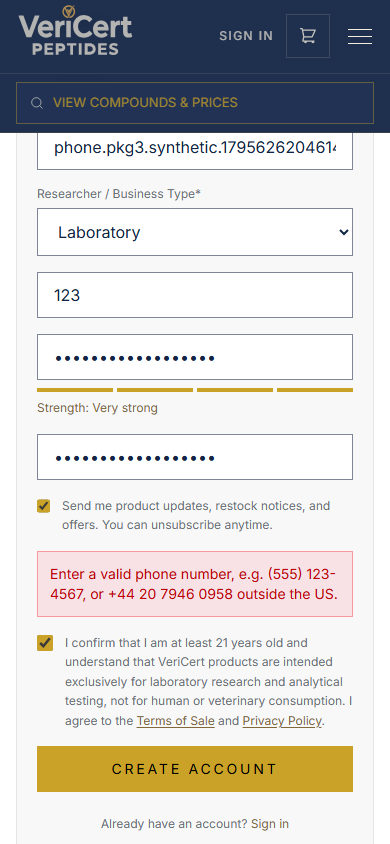 VeriCert
PEPTIDES
SIGN IN
VIEW COMPOUNDS & PRICES
phone.pkg3.synthetic.179562620461
Researcher / Business Type*
Laboratory
123
••••••••••••••••••
Strength: Very strong
••••••••••••••••••
Send me product updates, restock notices, and
offers. You can unsubscribe anytime.
Enter a valid phone number, e.g. (555) 123-
4567, or +44 20 7946 0958 outside the US.
I confirm that I am at least 21 years old and
understand that VeriCert products are intended
exclusively for laboratory research and analytical
testing, not for human or veterinary consumption. I
agree to the Terms of Sale and Privacy Policy.
CREATE ACCOUNT
Already have an account? Sign in